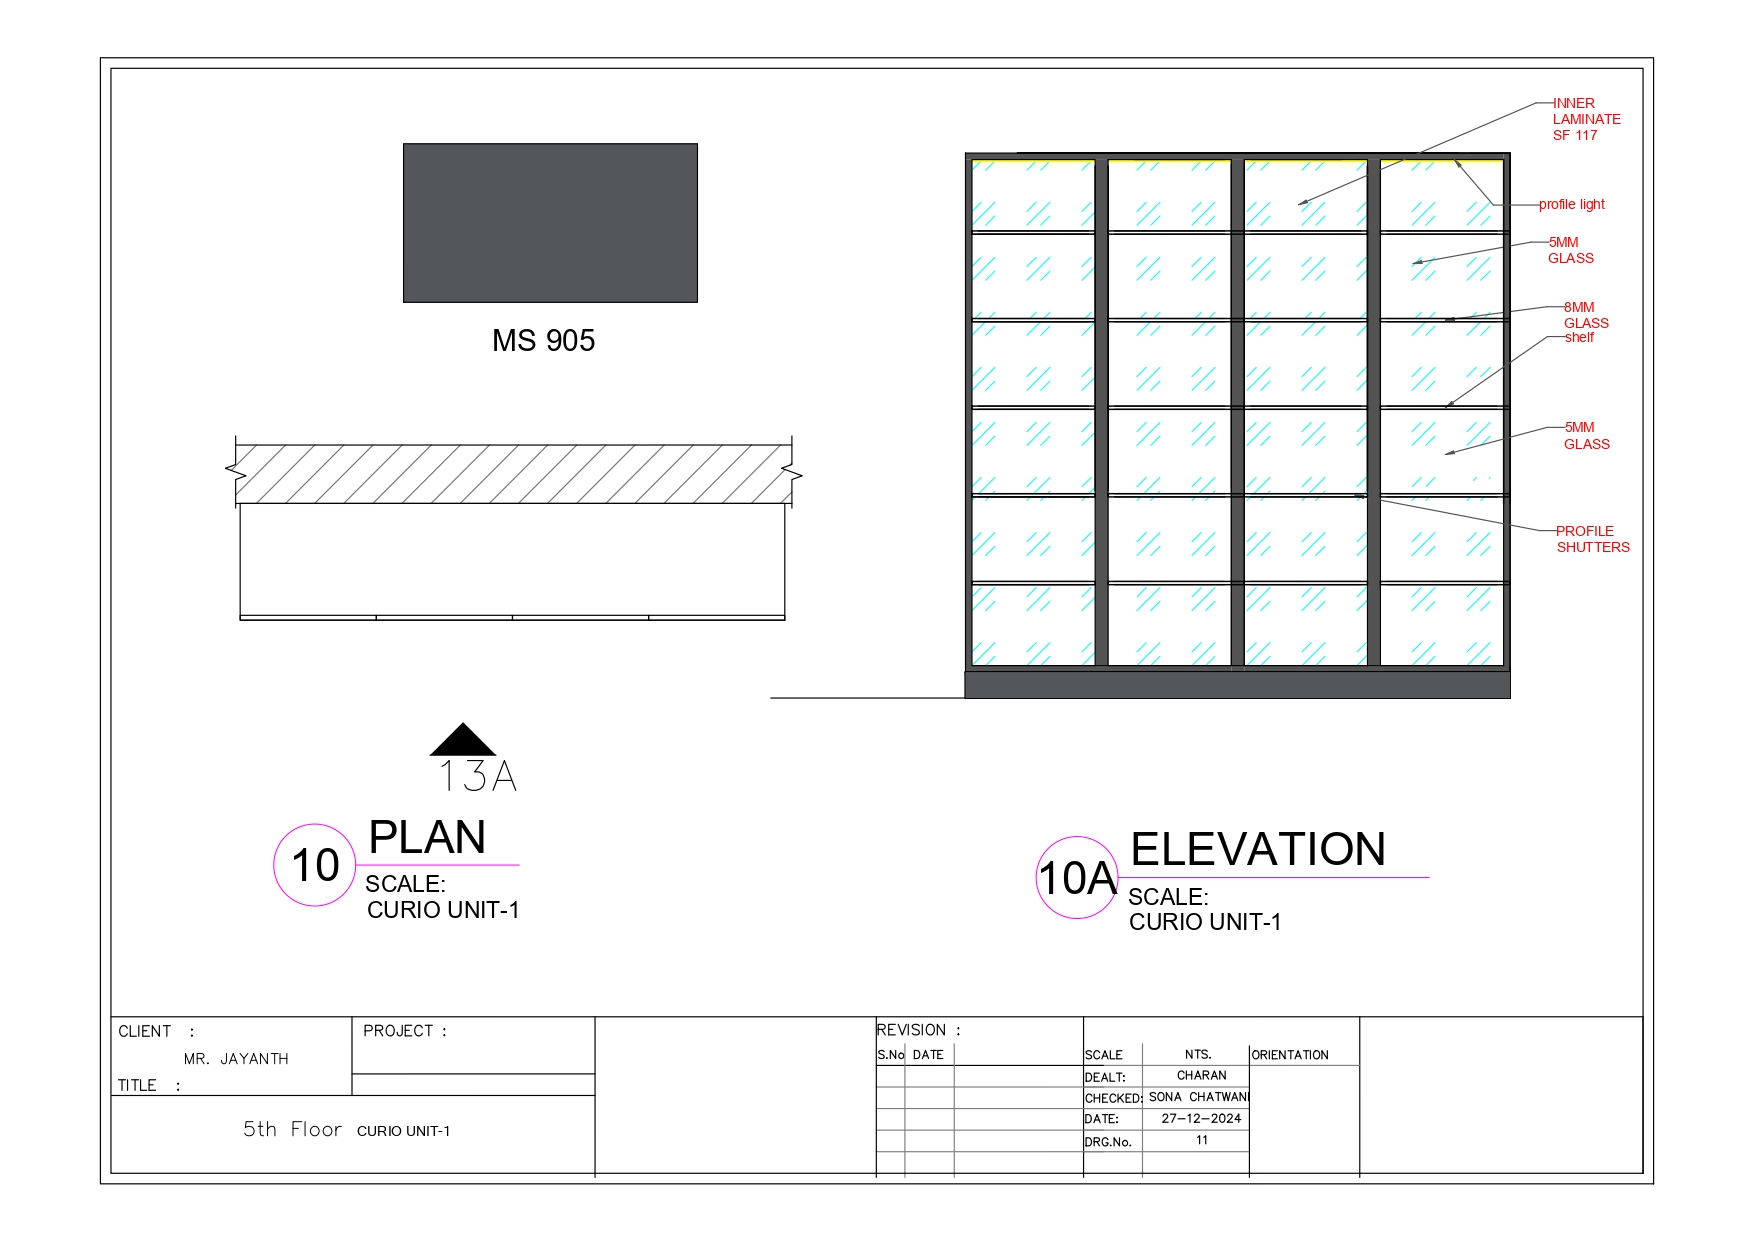 INNER
LAMINATE
SF 117
profile light
5MM
GLASS
8MM
GLASS
shelf
5MM
GLASS
PROFILE
SHUTTERS
MS 905
13A
10
PLAN
SCALE:
CURIO UNIT-1
10A
ELEVATION
SCALE:
CURIO UNIT-1
CLIENT :
MR. JAYANTH
TITLE :
5th Floor CURIO UNIT-1
PROJECT :
REVISION :
S.No DATE
SCALE NTS.
DEALT: CHARAN
CHECKED: SONA CHATWANI
DATE: 27-12-2024
DRG.No. 11
ORIENTATION